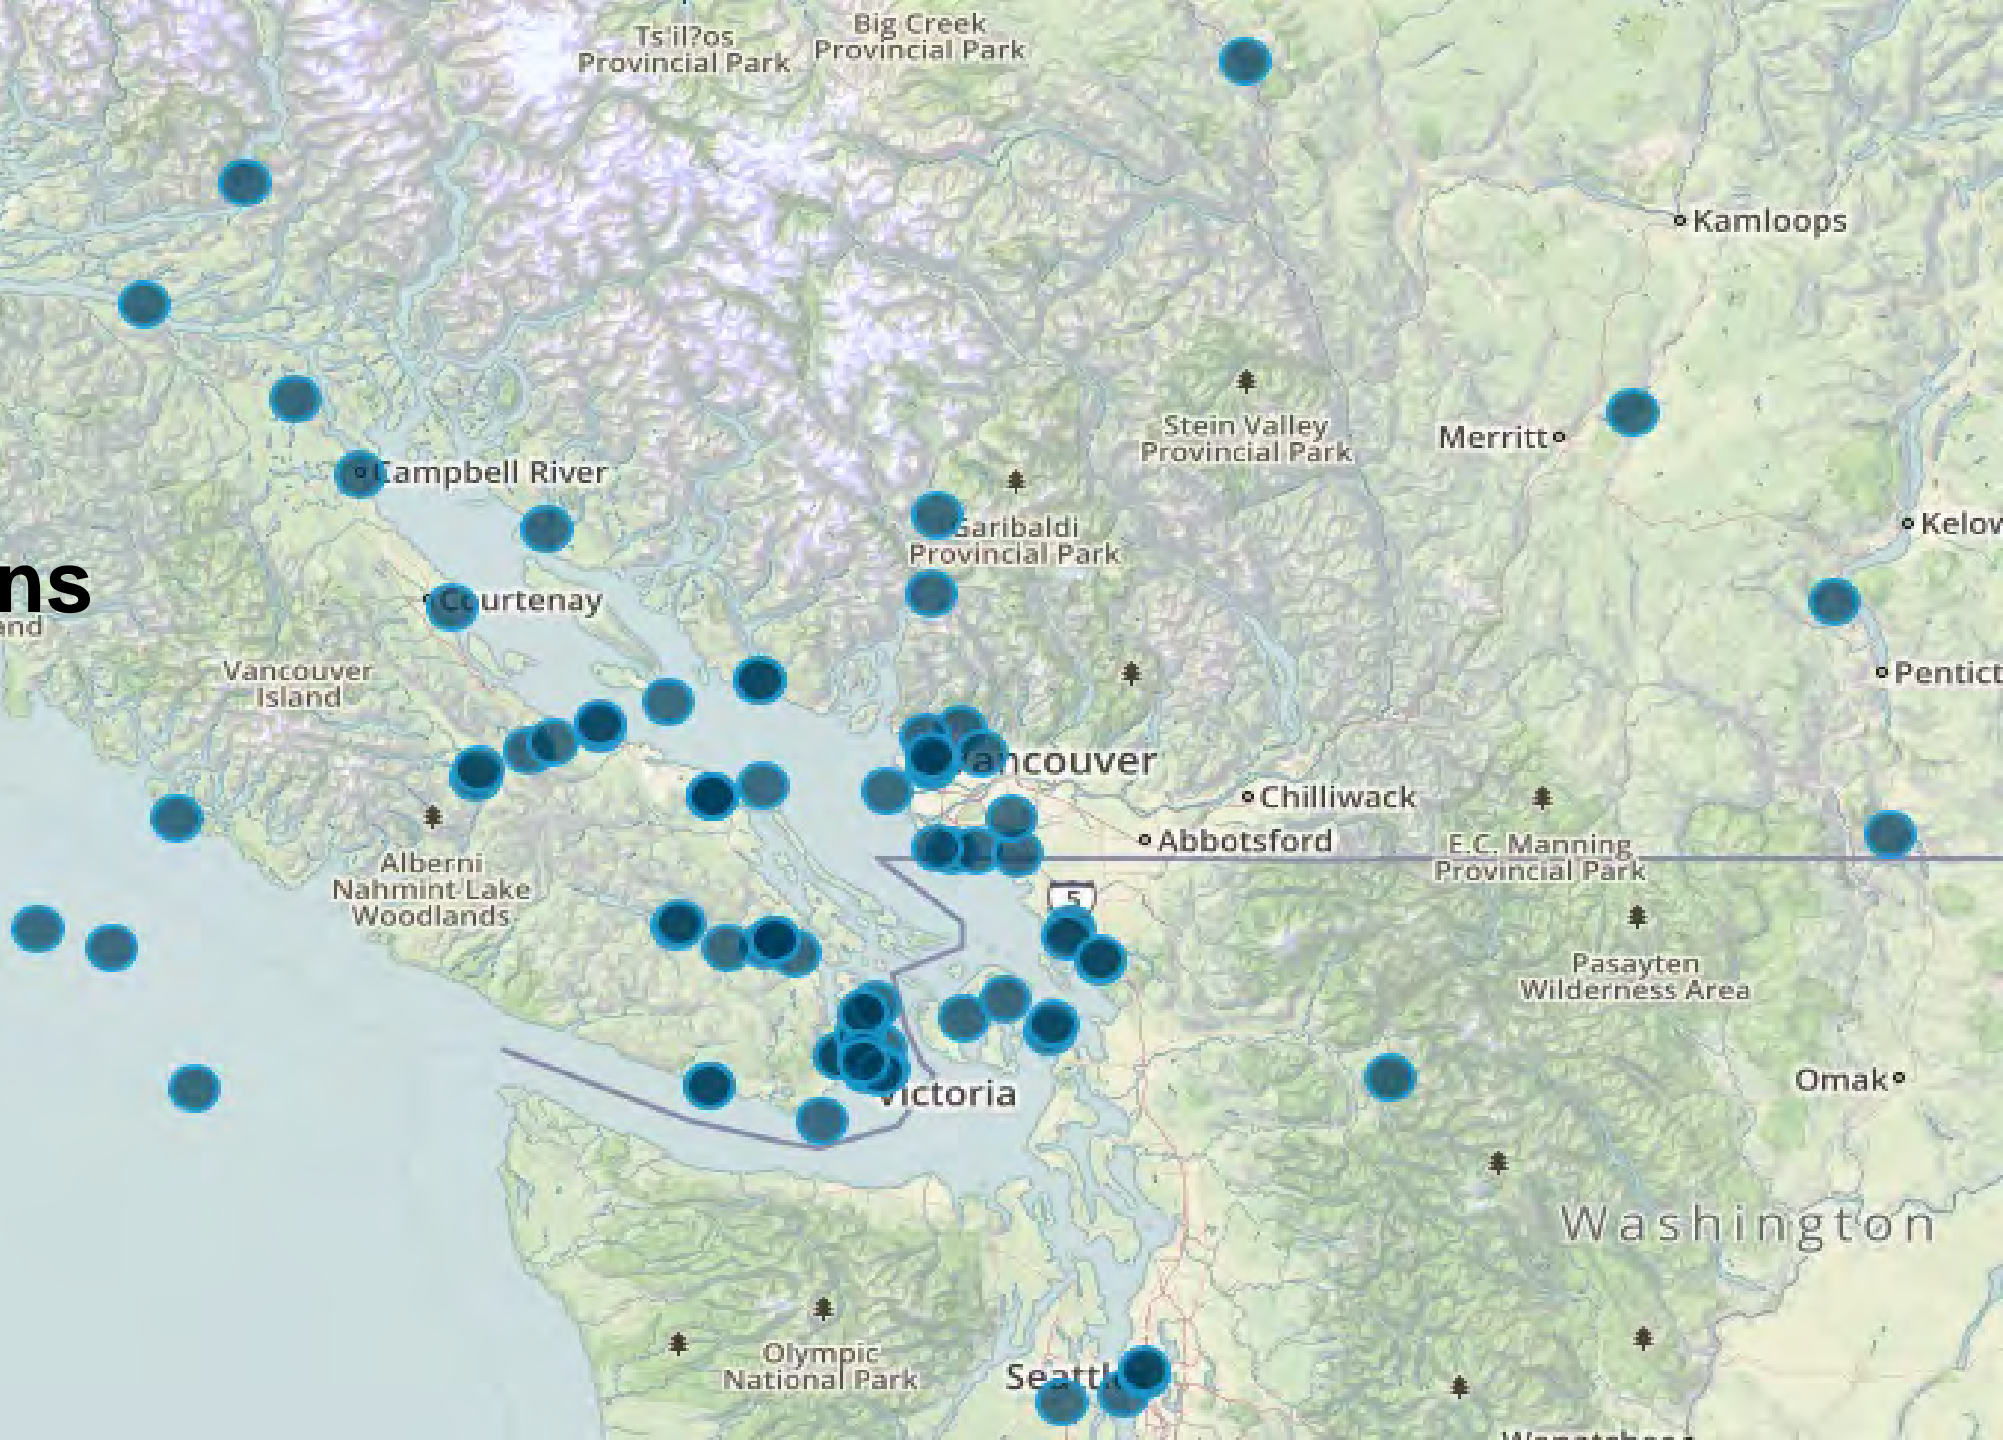 Big Creek
Provincial Park
Ts'il?os
Provincial Park
Kamloops
Stein Valley
Provincial Park
Merritt
Campbell River
Garibaldi
Provincial Park
Kelow
ns
and
Courtenay
Vancouver
Island
Pentict
Vancouver
Chilliwack
Abbotsford
E.C. Manning
Provincial Park
Alberni
Nahmint Lake
Woodlands
5
Pasayten
Wilderness Area
Omak
Victoria
Washington
Olympic
National Park
Seattl